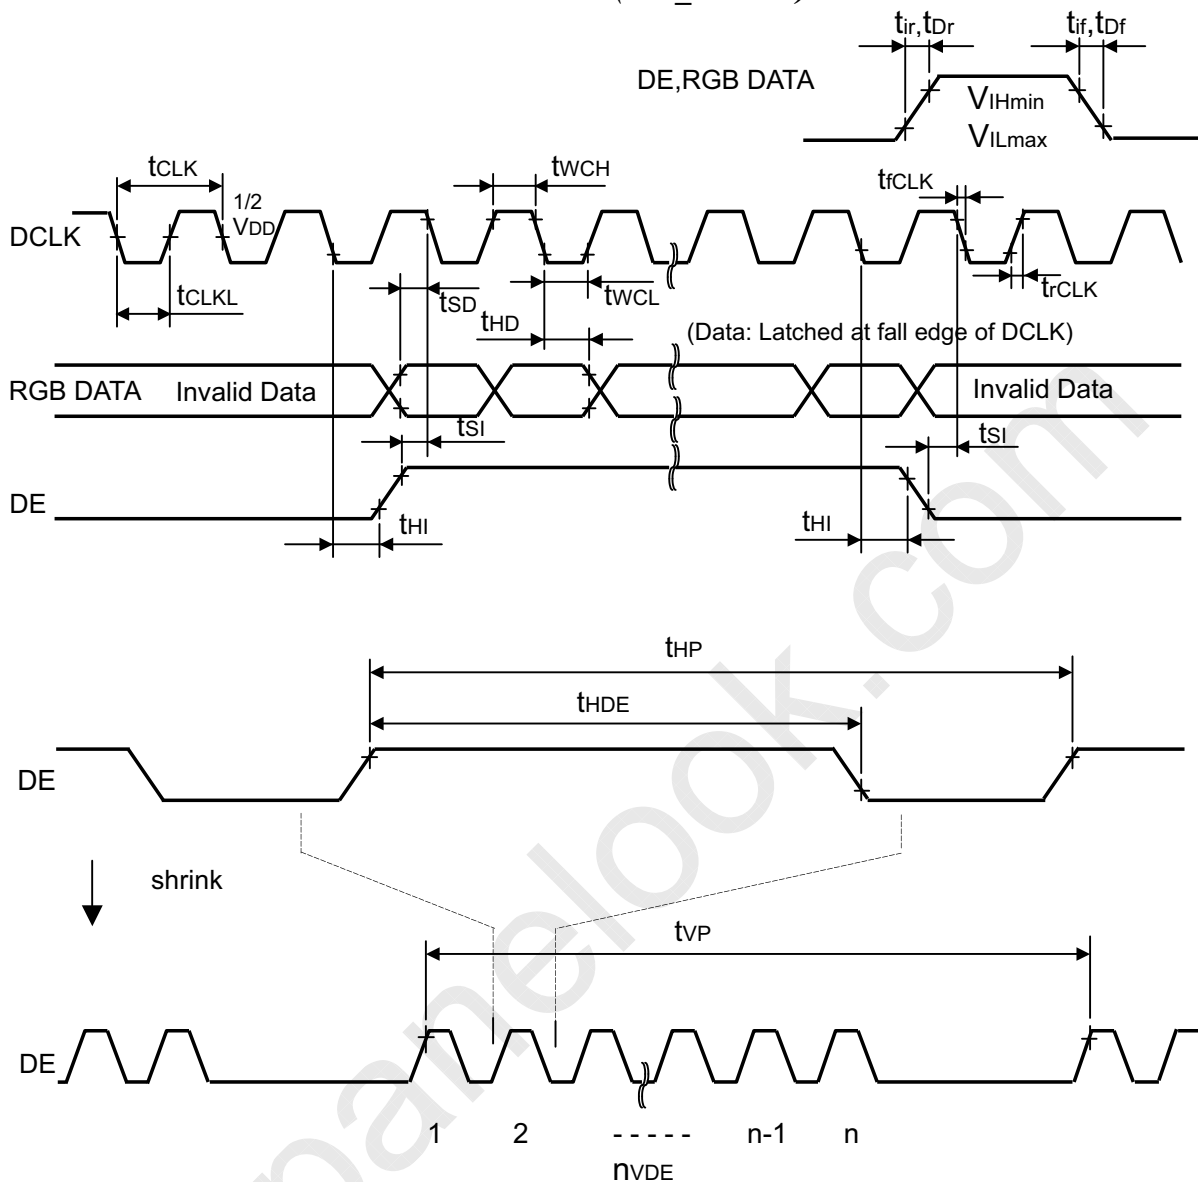 tir,tDr
tif,tDf
DE,RGB DATA
VIHmin
VILmax
tCLK
tWCH
tfCLK
1/2
VDD
DCLK
tCLKL
tSD
tWCL
trCLK
tHD
(Data: Latched at fall edge of DCLK)
RGB DATA
Invalid Data
Invalid Data
tSI
tSI
DE
tHI
tHI
tHP
tHDE
DE
shrink
tVP
DE
1 2 - - - - - n-1 n
nVDE
panelook.com